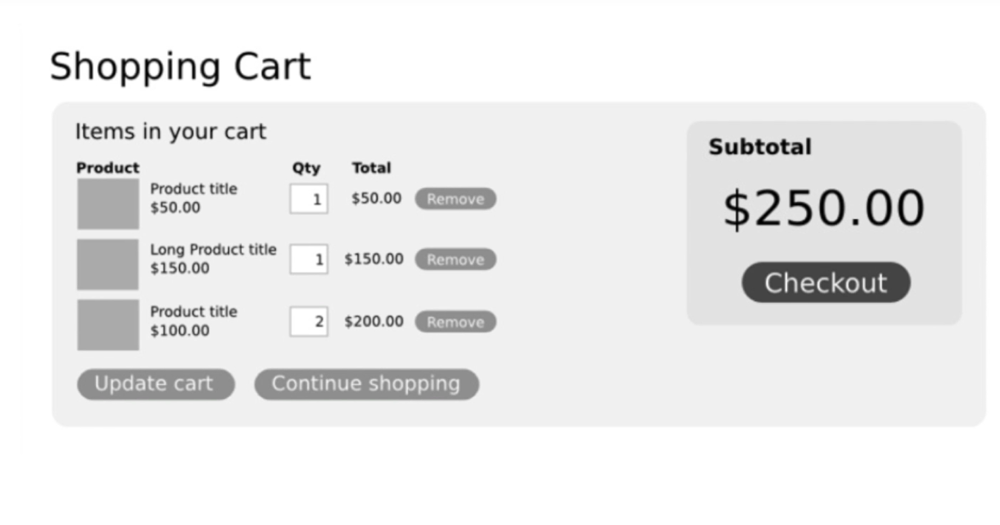 Shopping Cart
Items in your cart
Product Qty Total
Product title
$50.00
1 $50.00 Remove
Long Product title
$150.00
1 $150.00 Remove
Product title
$100.00
2 $200.00 Remove
Update cart Continue shopping
Subtotal
$250.00
Checkout